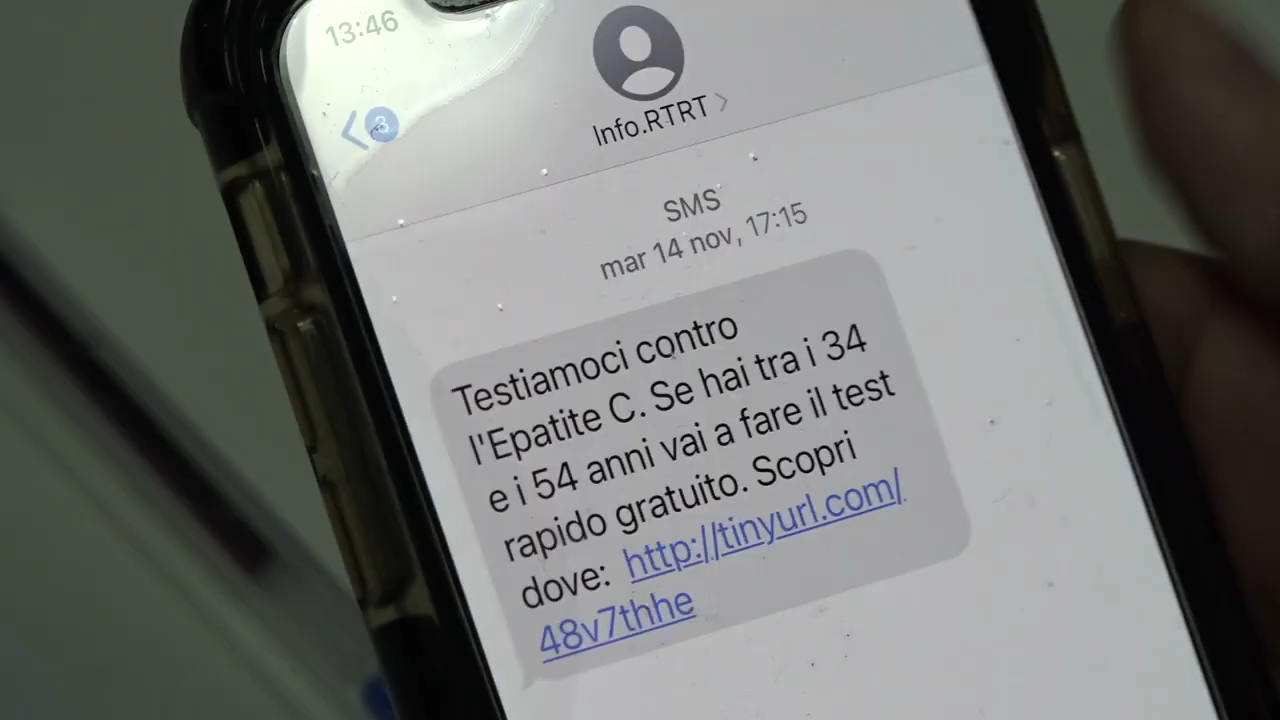 13:46
3
Info.RTRT
SMS
mar 14 nov, 17:15
Testiamoci contro
l'Epatite C. Se hai tra i 34
e i 54 anni vai a fare il test
rapido gratuito. Scopri
dove: http://tinyurl.com/
48v7thhe